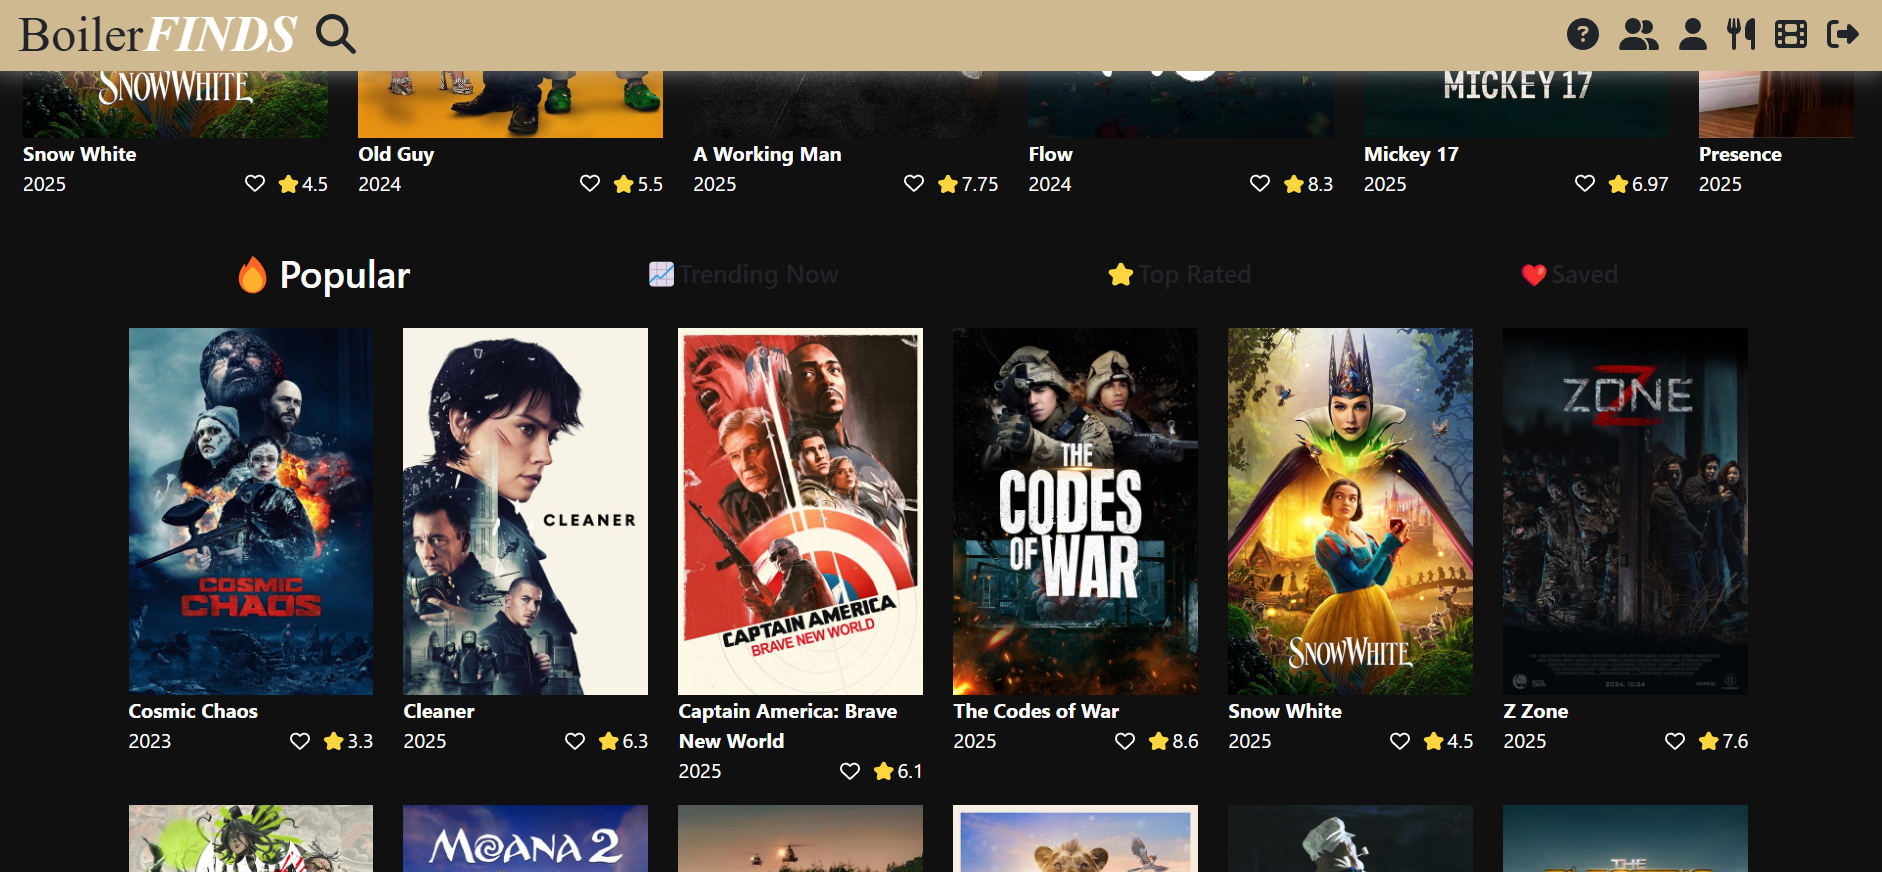 BoilerFINDS
?
SNOW WHITE
MICKEY 17
Snow White
Old Guy
A Working Man
Flow
Mickey 17
Presence
2025
4.5
2024
5.5
2025
7.75
2024
8.3
2025
6.97
2025
Popular
Trending Now
Top Rated
Saved
COSMIC
CHAOS
CLEANER
CAPTAIN AMERICA
BRAVE NEW WORLD
THE
CODES
OF WAR
SNOW WHITE
Z
ZONE
2024.10.04
Cosmic Chaos
2023
3.3
Cleaner
2025
6.3
Captain America: Brave
New World
2025
6.1
The Codes of War
2025
8.6
Snow White
2025
4.5
Z Zone
2025
7.6
MOANA 2
THE